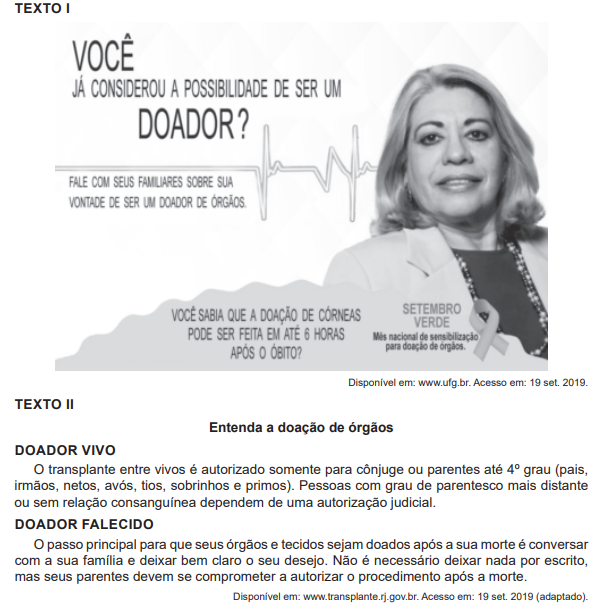 TEXTO I
VOCÊ
JÁ CONSIDEROU A POSSIBILIDADE DE SER UM
DOADOR?
FALE COM SEUS FAMILIARES SOBRE SUA
VONTADE DE SER UM DOADOR DE ÓRGÃOS.
VOCÊ SABIA QUE A DOAÇÃO DE CÓRNEAS
PODE SER FEITA EM ATÉ 6 HORAS
APÓS O ÓBITO?
SETEMBRO
VERDE
Mês nacional de sensibilização
para doação de órgãos.
Disponível em: www.ufg.br. Acesso em: 19 set. 2019.
TEXTO II
Entenda a doação de órgãos
DOADOR VIVO
O transplante entre vivos é autorizado somente para cônjuge ou parentes até 4º grau (pais,
irmãos, netos, avós, tios, sobrinhos e primos). Pessoas com grau de parentesco mais distante
ou sem relação consanguínea dependem de uma autorização judicial.
DOADOR FALECIDO
O passo principal para que seus órgãos e tecidos sejam doados após a sua morte é conversar
com a sua família e deixar bem claro o seu desejo. Não é necessário deixar nada por escrito,
mas seus parentes devem se comprometer a autorizar o procedimento após a morte.
Disponível em: www.transplante.rj.gov.br. Acesso em: 19 set. 2019 (adaptado).